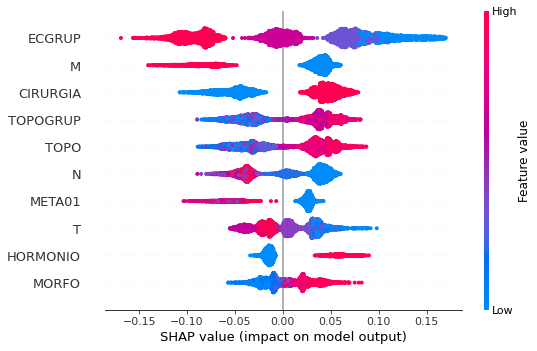 High
ECGRUP
M
CIRURGIA
TOPOGRUP
TOPO
N
META01
T
HORMONIO
MORFO
Feature value
Low
−0.15 −0.10 −0.05 0.00 0.05 0.10 0.15
SHAP value (impact on model output)